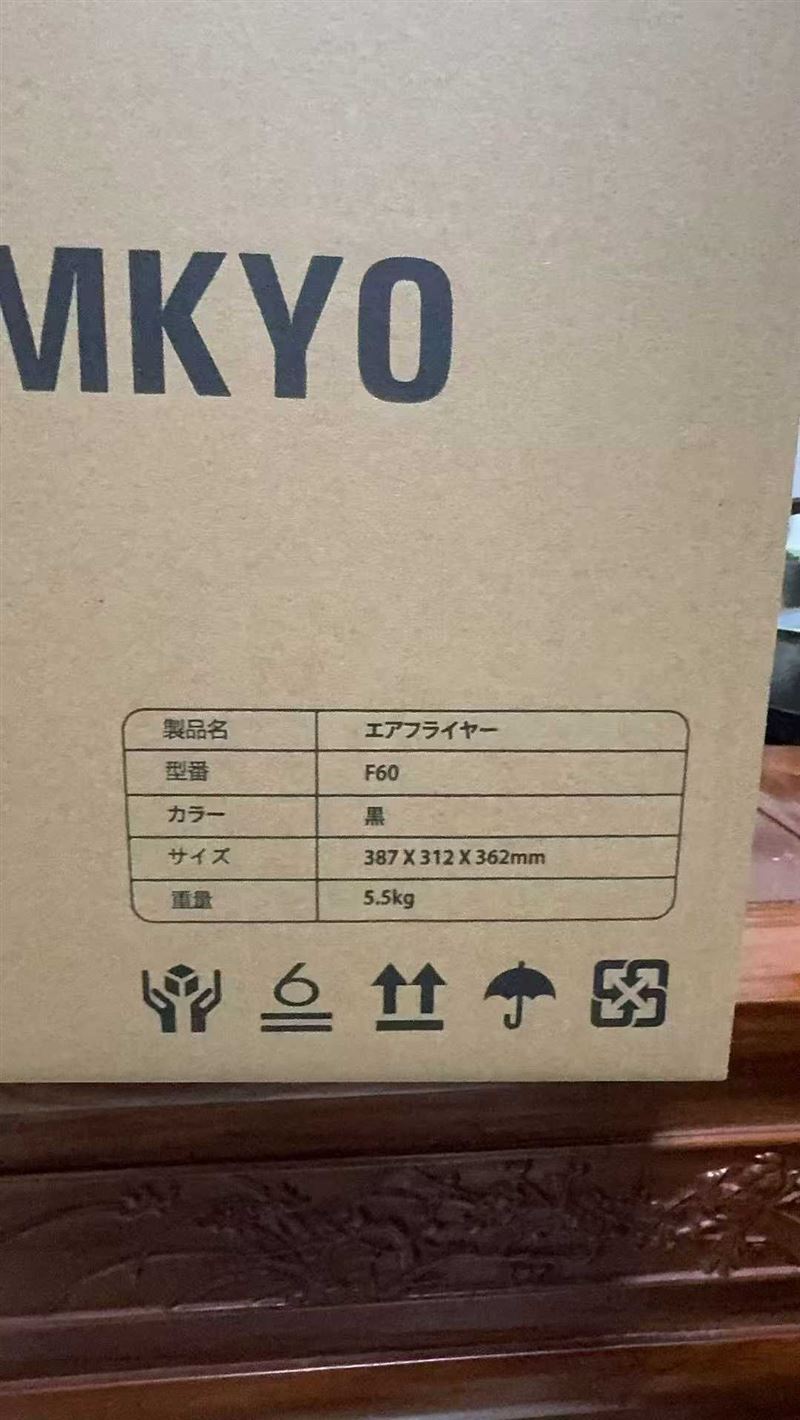 MKYO
製品名 エアフライヤー
型番 F60
カラー 黒
サイズ 387 X 312 X 362mm
重量 5.5kg
6